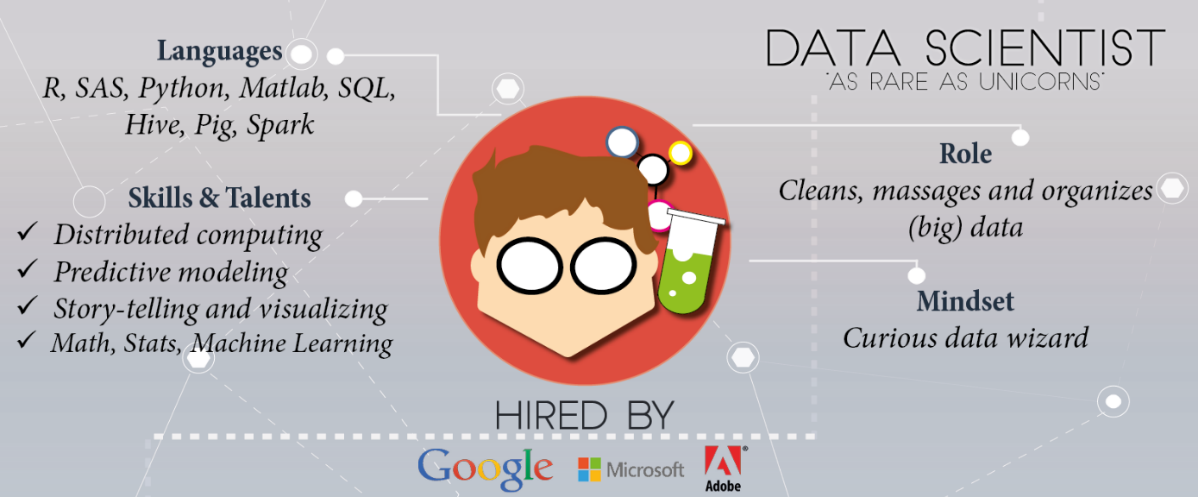 DATA SCIENTIST
"AS RARE AS UNICORNS"
Languages
R, SAS, Python, Matlab, SQL,
Hive, Pig, Spark
Skills & Talents
✓ Distributed computing
✓ Predictive modeling
✓ Story-telling and visualizing
✓ Math, Stats, Machine Learning
Role
Cleans, massages and organizes
(big) data
Mindset
Curious data wizard
HIRED BY
Google
Microsoft
Adobe®